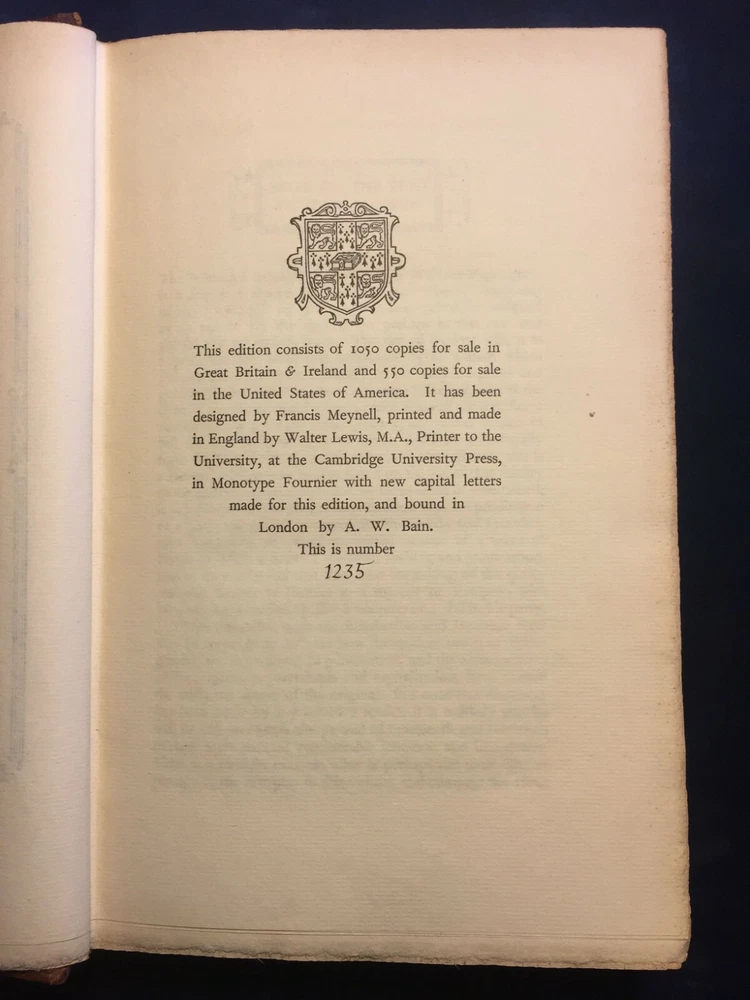 This edition consists of 1050 copies for sale in
Great Britain & Ireland and 550 copies for sale
in the United States of America. It has been
designed by Francis Meynell, printed and made
in England by Walter Lewis, M.A., Printer to the
University, at the Cambridge University Press,
in Monotype Fournier with new capital letters
made for this edition, and bound in
London by A. W. Bain.
This is number
1235